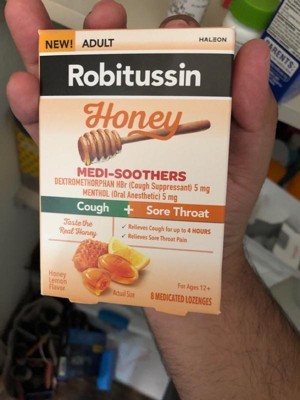 NEW! ADULT
HALEON
Robitussin
Honey
MEDI-SOOTHERS
DEXTROMETHORPHAN HBr (Cough Suppressant) 5 mg
MENTHOL (Oral Anesthetic) 5 mg
Cough + Sore Throat
Taste the
Real Honey
✓ Relieves Cough for up to 4 HOURS
✓ Relieves Sore Throat Pain
Honey
Lemon
Flavor
Actual Size
For Ages 12+
8 MEDICATED LOZENGES
PARENTS